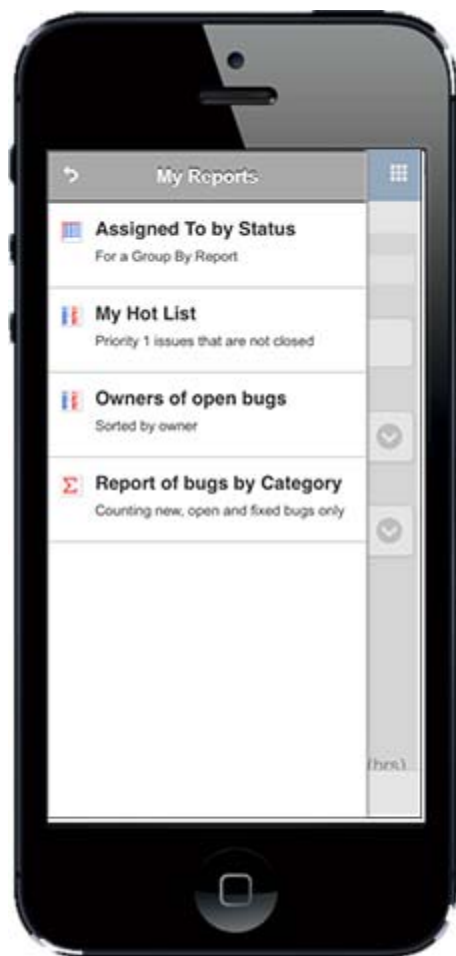 My Reports
Assigned To by Status
For a Group By Report
My Hot List
Priority 1 issues that are not closed
Owners of open bugs
Sorted by owner
Σ Report of bugs by Category
Counting new, open and fixed bugs only
(hrs)